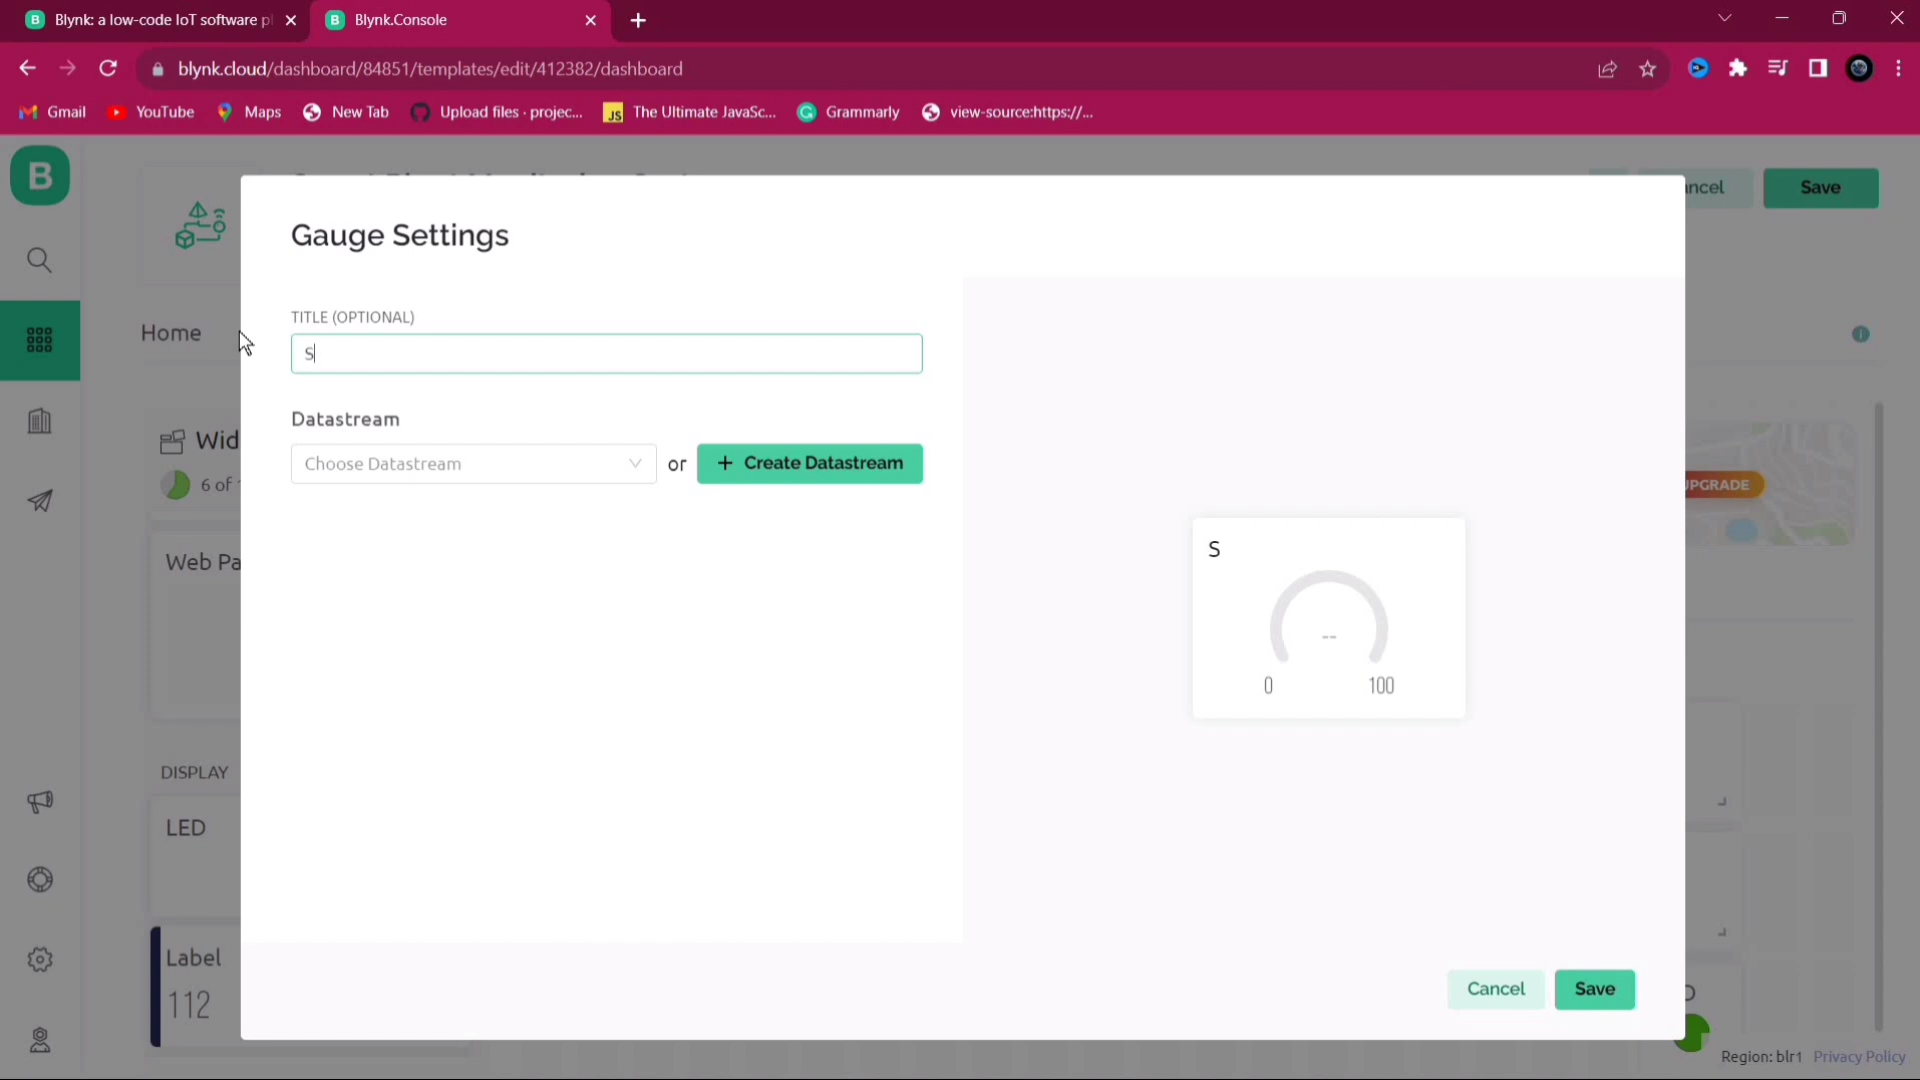 Blynk: a low-code IoT software pl
Blynk.Console
blynk.cloud/dashboard/84851/templates/edit/412382/dashboard
Gmail
YouTube
Maps
New Tab
Upload files · projec...
The Ultimate JavaSc...
Grammarly
view-source:https://...
B
ncel
Save
Gauge Settings
TITLE (OPTIONAL)
S
Home
Datastream
Choose Datastream
or
+ Create Datastream
Wid
6 of
UPGRADE
Web Pa
S
--
0
100
DISPLAY
LED
Label
112
Cancel
Save
Region: blr1
Privacy Policy